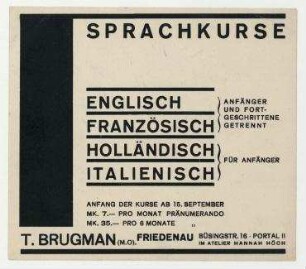 SPRACHKURSE
ENGLISCH
FRANZÖSISCH
ANFÄNGER
UND FORT-
GESCHRITTENE
GETRENNT
HOLLÄNDISCH
ITALIENISCH
FÜR ANFÄNGER
ANFANG DER KURSE AB 15. SEPTEMBER
MK. 7.— PRO MONAT PRÄNUMERANDO
MK. 35.— PRO 6 MONATE "
T. BRUGMAN (M.O). FRIEDENAU BÜSINGSTR. 16 - PORTAL II
IM ATELIER HANNAH HÖCH